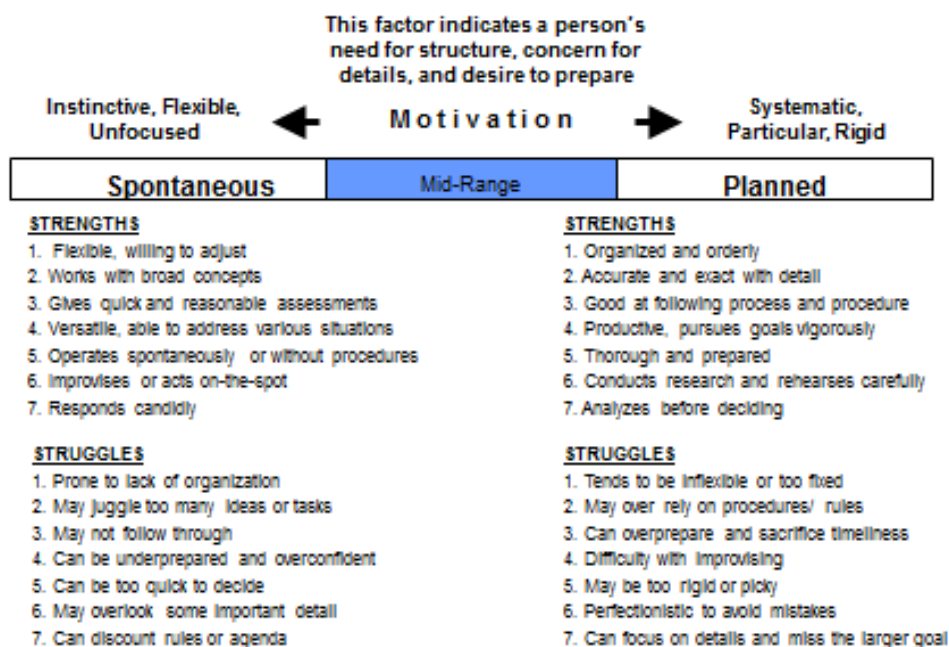 This factor indicates a person's
need for structure, concern for
details, and desire to prepare
Instinctive, Flexible,
Unfocused
Motivation
Systematic,
Particular, Rigid
Spontaneous
Mid-Range
Planned
STRENGTHS
1. Flexible, willing to adjust
2. Works with broad concepts
3. Gives quick and reasonable assessments
4. Versatile, able to address various situations
5. Operates spontaneously or without procedures
6. Improvises or acts on-the-spot
7. Responds candidly
STRUGGLES
1. Prone to lack of organization
2. May juggle too many ideas or tasks
3. May not follow through
4. Can be underprepared and overconfident
5. Can be too quick to decide
6. May overlook some important detail
7. Can discount rules or agenda
STRENGTHS
1. Organized and orderly
2. Accurate and exact with detail
3. Good at following process and procedure
4. Productive, pursues goals vigorously
5. Thorough and prepared
6. Conducts research and rehearses carefully
7. Analyzes before deciding
STRUGGLES
1. Tends to be inflexible or too fixed
2. May over rely on procedures/ rules
3. Can overprepare and sacrifice timeliness
4. Difficulty with improvising
5. May be too rigid or picky
6. Perfectionistic to avoid mistakes
7. Can focus on details and miss the larger goal